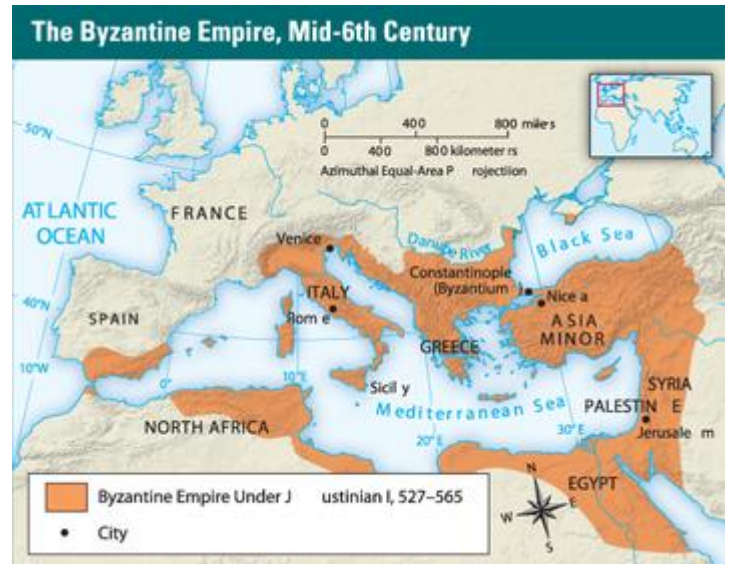 The Byzantine Empire, Mid-6th Century
0 400 800 miles
0 400 800 kilometer rs
Azimuthal Equal-Area P rojectiion
50°N
ATLANTIC
OCEAN
FRANCE
Venice
Danube River
Black Sea
Constantinople
(Byzantium )
Nice a
40°N
SPAIN
ITALY
Rom e
ASIA
MINOR
GREECE
10°W
0°
10°E
Sicil y
SYRIA
Mediterranean Sea
PALESTIN E
Jerusale m
NORTH AFRICA
20°E
30°E
EGYPT
N
W E
S
Byzantine Empire Under J ustinian I, 527–565
City